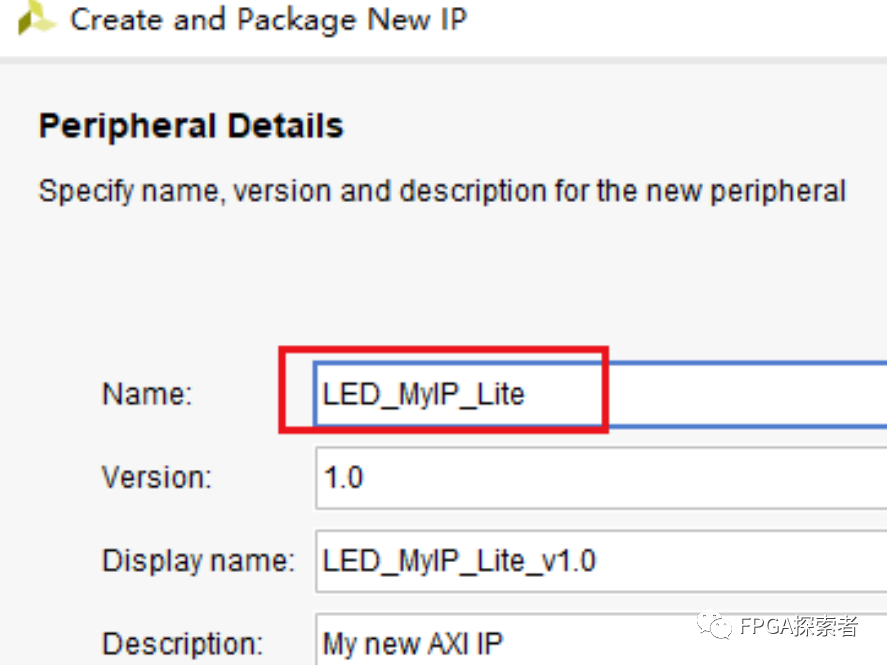 Create and Package New IP
Peripheral Details
Specify name, version and description for the new peripheral
Name: LED_MyIP_Lite
Version: 1.0
Display name: LED_MyIP_Lite_v1.0
Description: My new AXI IP
FPGA探索者